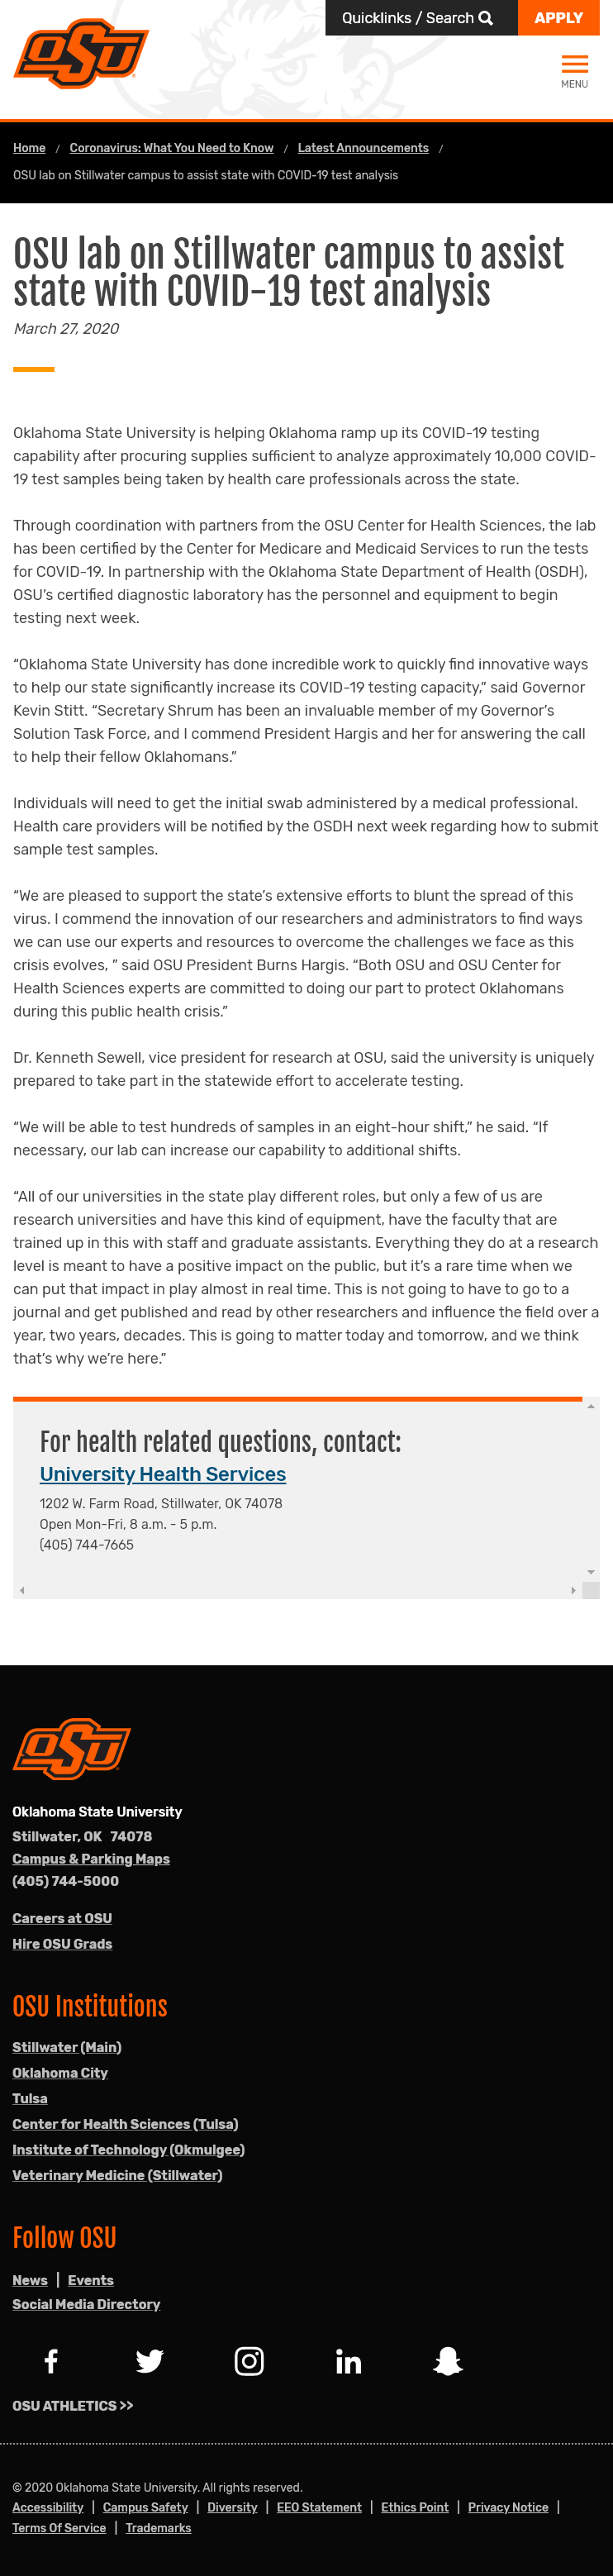 OSU
Quicklinks / Search
APPLY
MENU
Home / Coronavirus: What You Need to Know / Latest Announcements /
OSU lab on Stillwater campus to assist state with COVID-19 test analysis
OSU lab on Stillwater campus to assist
state with COVID-19 test analysis
March 27, 2020
Oklahoma State University is helping Oklahoma ramp up its COVID-19 testing
capability after procuring supplies sufficient to analyze approximately 10,000 COVID-
19 test samples being taken by health care professionals across the state.
Through coordination with partners from the OSU Center for Health Sciences, the lab
has been certified by the Center for Medicare and Medicaid Services to run the tests
for COVID-19. In partnership with the Oklahoma State Department of Health (OSDH),
OSU’s certified diagnostic laboratory has the personnel and equipment to begin
testing next week.
“Oklahoma State University has done incredible work to quickly find innovative ways
to help our state significantly increase its COVID-19 testing capacity,” said Governor
Kevin Stitt. “Secretary Shrum has been an invaluable member of my Governor’s
Solution Task Force, and I commend President Hargis and her for answering the call
to help their fellow Oklahomans.”
Individuals will need to get the initial swab administered by a medical professional.
Health care providers will be notified by the OSDH next week regarding how to submit
sample test samples.
“We are pleased to support the state’s extensive efforts to blunt the spread of this
virus. I commend the innovation of our researchers and administrators to find ways
we can use our experts and resources to overcome the challenges we face as this
crisis evolves, ” said OSU President Burns Hargis. “Both OSU and OSU Center for
Health Sciences experts are committed to doing our part to protect Oklahomans
during this public health crisis.”
Dr. Kenneth Sewell, vice president for research at OSU, said the university is uniquely
prepared to take part in the statewide effort to accelerate testing.
“We will be able to test hundreds of samples in an eight-hour shift,” he said. “If
necessary, our lab can increase our capability to additional shifts.
“All of our universities in the state play different roles, but only a few of us are
research universities and have this kind of equipment, have the faculty that are
trained up in this with staff and graduate assistants. Everything they do at a research
level is meant to have a positive impact on the public, but it’s a rare time when we
can put that impact in play almost in real time. This is not going to have to go to a
journal and get published and read by other researchers and influence the field over a
year, two years, decades. This is going to matter today and tomorrow, and we think
that’s why we’re here.”
For health related questions, contact:
University Health Services
1202 W. Farm Road, Stillwater, OK 74078
Open Mon-Fri, 8 a.m. - 5 p.m.
(405) 744-7665
OSU
Oklahoma State University
Stillwater, OK 74078
Campus & Parking Maps
(405) 744-5000
Careers at OSU
Hire OSU Grads
OSU Institutions
Stillwater (Main)
Oklahoma City
Tulsa
Center for Health Sciences (Tulsa)
Institute of Technology (Okmulgee)
Veterinary Medicine (Stillwater)
Follow OSU
News | Events
Social Media Directory
OSU ATHLETICS >>
© 2020 Oklahoma State University. All rights reserved.
Accessibility | Campus Safety | Diversity | EEO Statement | Ethics Point | Privacy Notice |
Terms Of Service | Trademarks